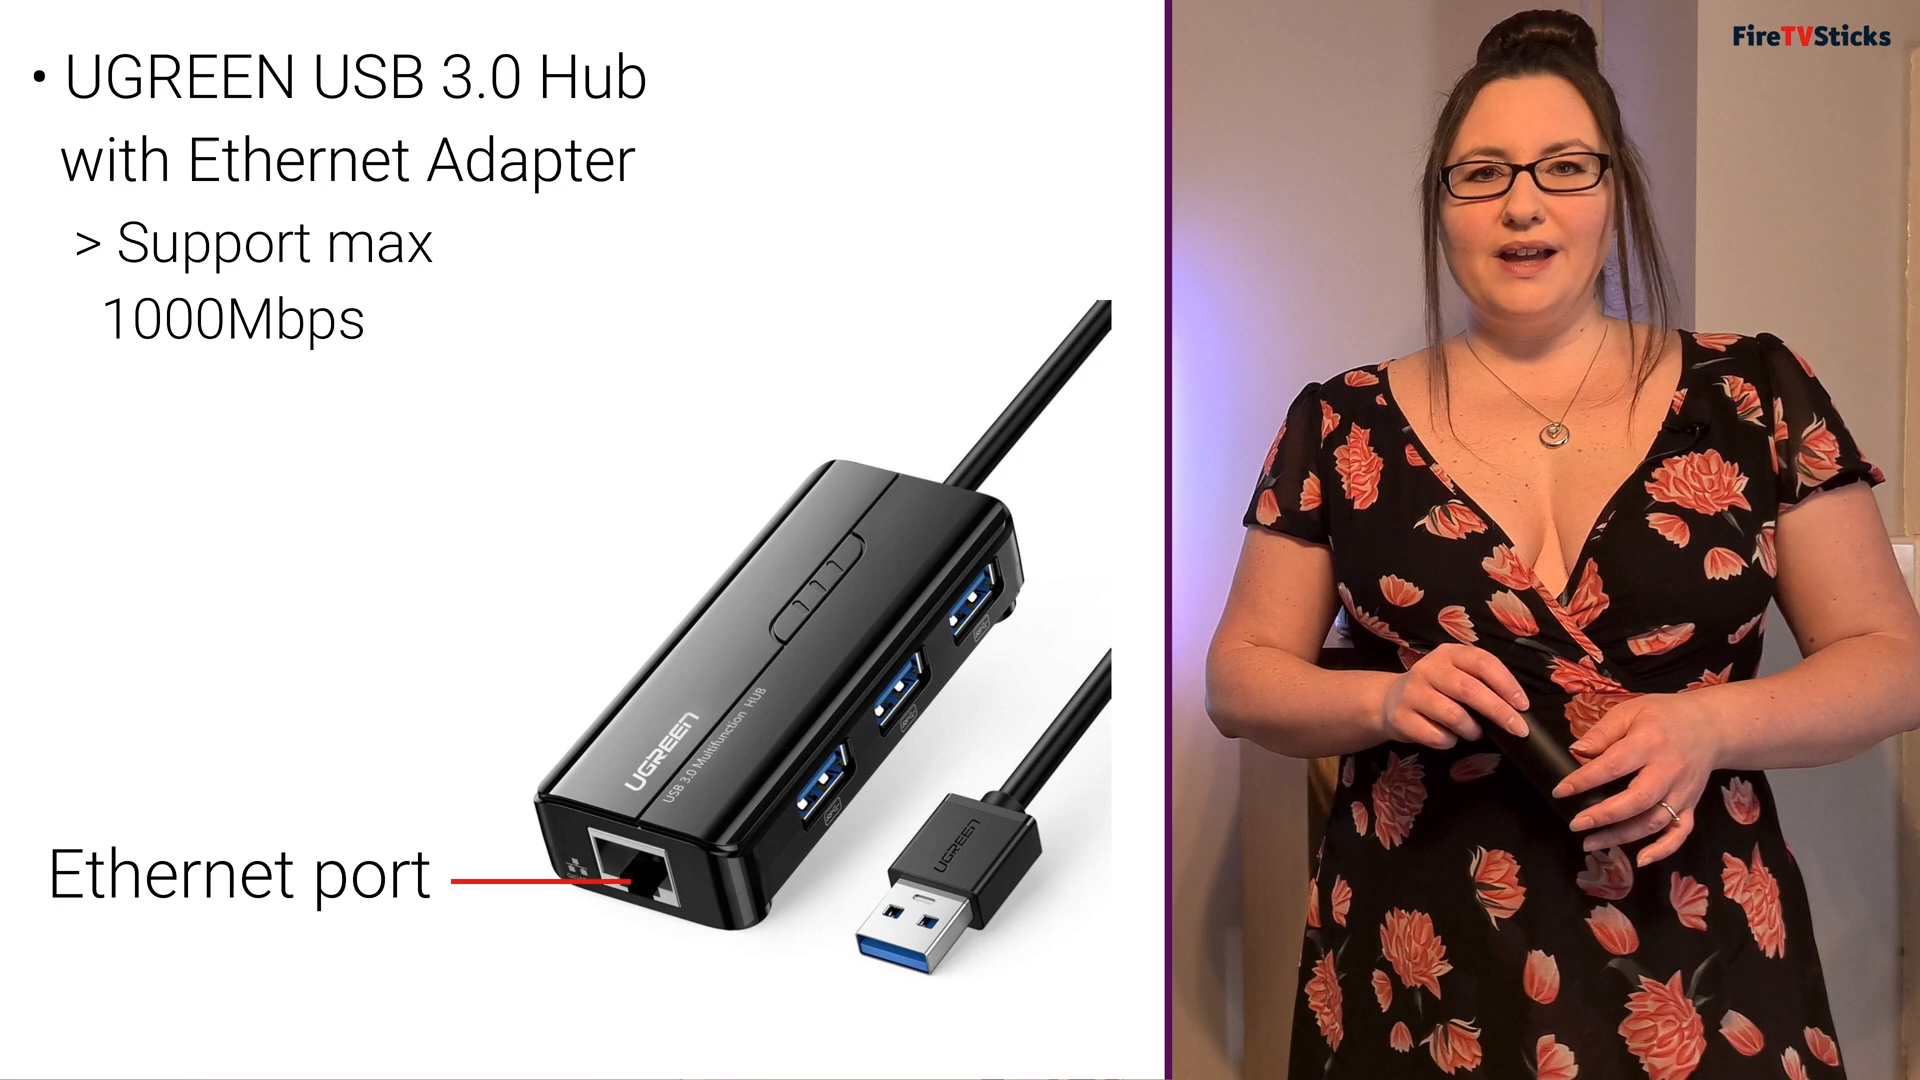 • UGREEN USB 3.0 Hub
with Ethernet Adapter
> Support max
1000Mbps
Ethernet port
UGREEN
USB 3.0 Multifunction HUB
UGREEN
FireTVSticks